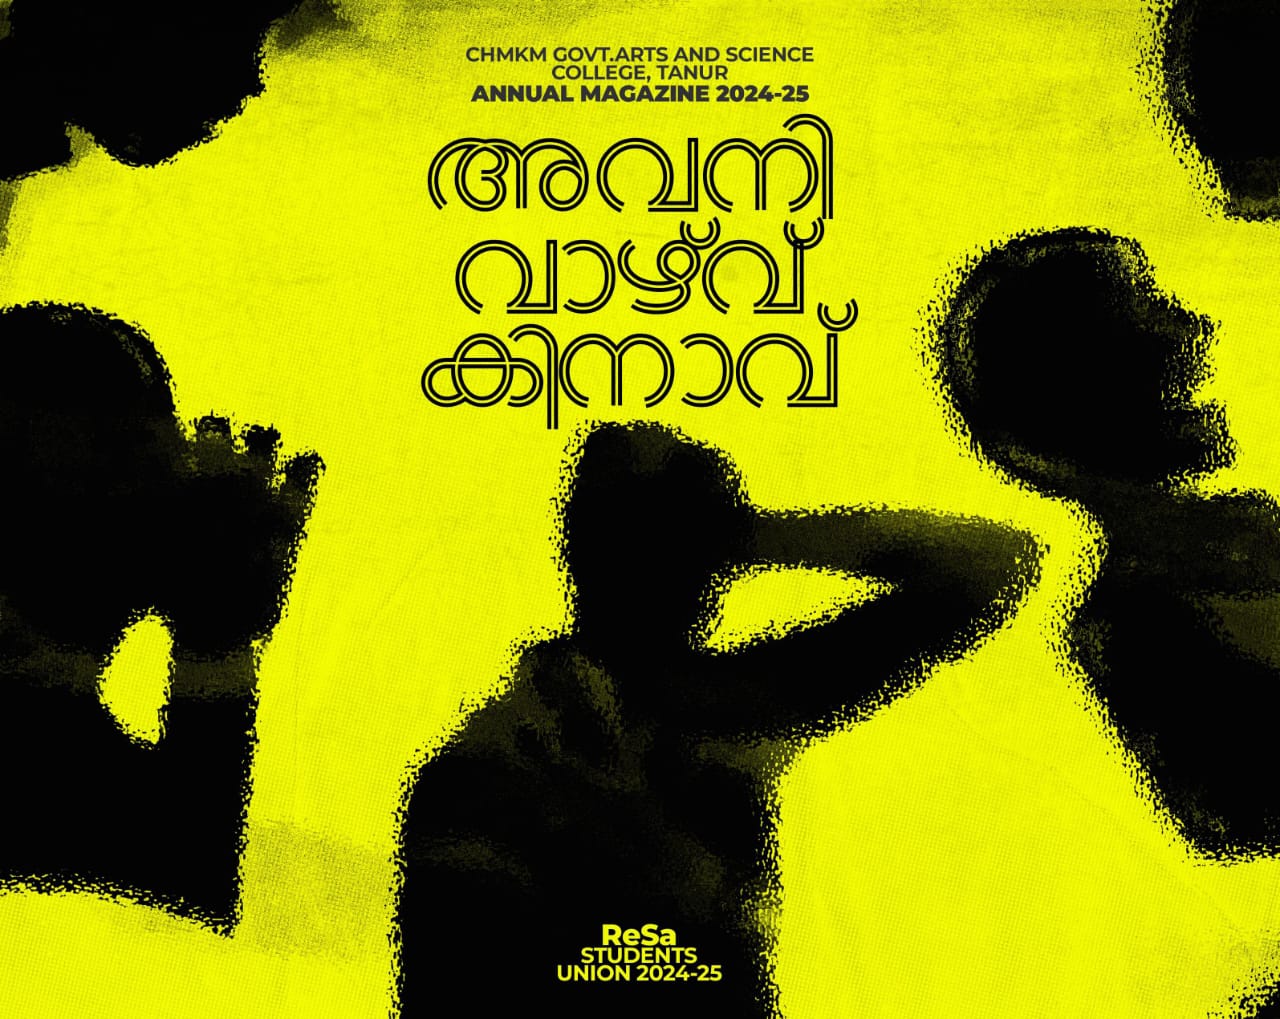 CHMKM GOVT.ARTS AND SCIENCE
COLLEGE, TANUR
ANNUAL MAGAZINE 2024-25
അവനി
വാഴ്‌വ്
കിനാവ്
ReSa
STUDENTS
UNION 2024-25